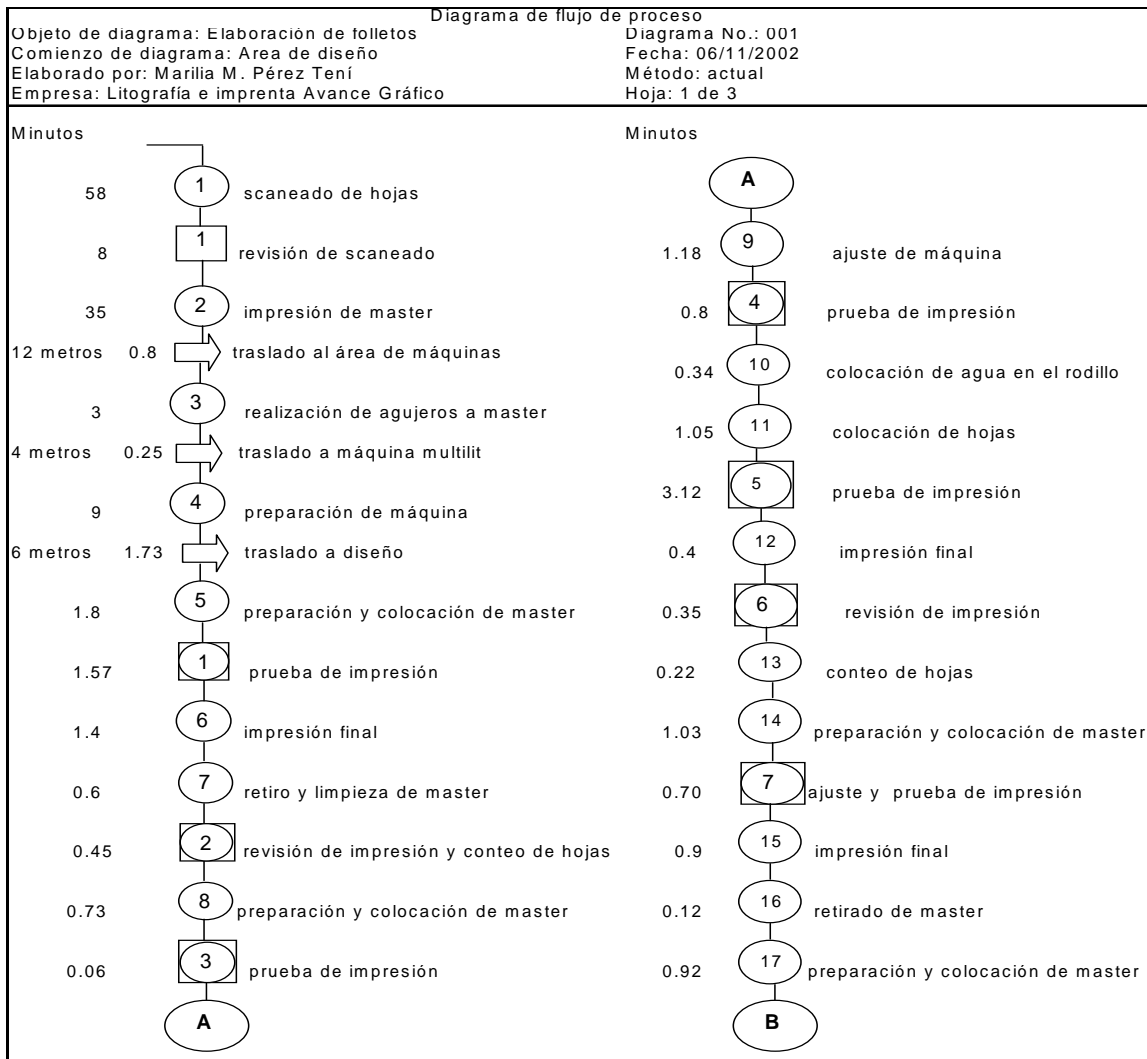 Diagrama de flujo de proceso
Objeto de diagrama: Elaboración de folletos
Comienzo de diagrama: Area de diseño
Elaborado por: Marilia M. Pérez Tení
Empresa: Litografía e imprenta Avance Gráfico
Diagrama No.: 001
Fecha: 06/11/2002
Método: actual
Hoja: 1 de 3
Minutos
58 1 scaneado de hojas
8 1 revisión de scaneado
35 2 impresión de master
12 metros 0.8 traslado al área de máquinas
3 3 realización de agujeros a master
4 metros 0.25 traslado a máquina multilit
9 4 preparación de máquina
6 metros 1.73 traslado a diseño
1.8 5 preparación y colocación de master
1.57 1 prueba de impresión
1.4 6 impresión final
0.6 7 retiro y limpieza de master
0.45 2 revisión de impresión y conteo de hojas
0.73 8 preparación y colocación de master
0.06 3 prueba de impresión
A
Minutos
A
1.18 9 ajuste de máquina
0.8 4 prueba de impresión
0.34 10 colocación de agua en el rodillo
1.05 11 colocación de hojas
3.12 5 prueba de impresión
0.4 12 impresión final
0.35 6 revisión de impresión
0.22 13 conteo de hojas
1.03 14 preparación y colocación de master
0.70 7 ajuste y prueba de impresión
0.9 15 impresión final
0.12 16 retirado de master
0.92 17 preparación y colocación de master
B